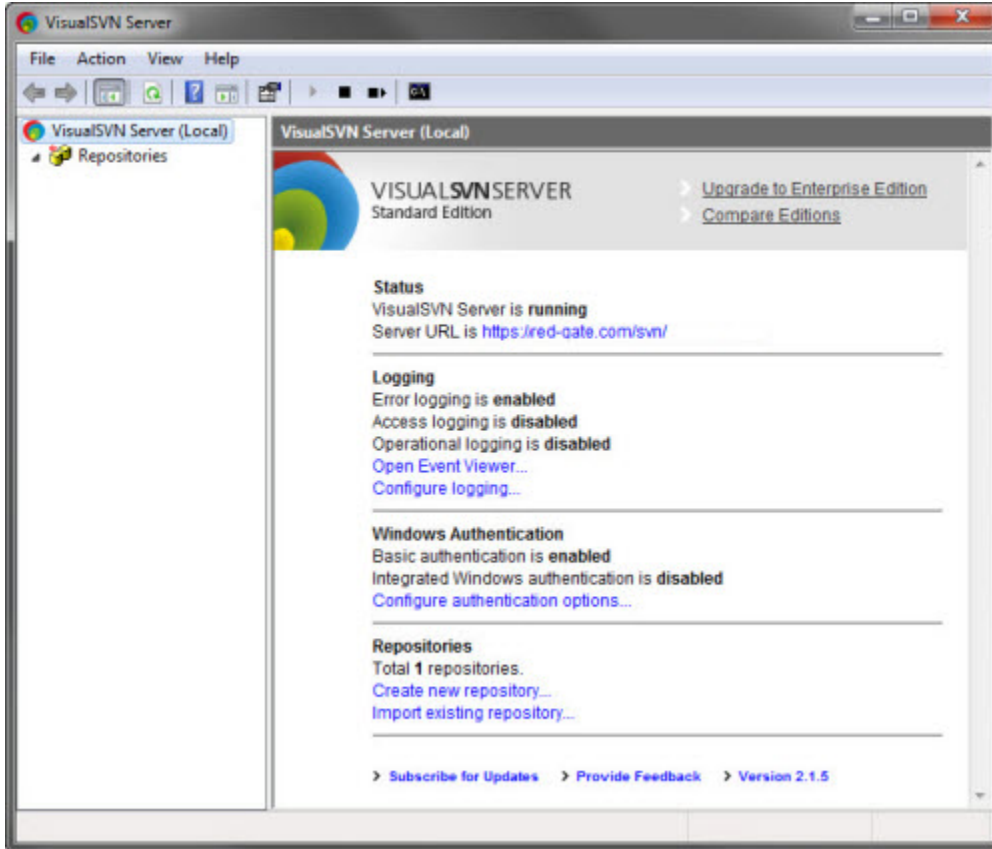 VisualSVN Server
File Action View Help
VisualSVN Server (Local)
Repositories
VisualSVN Server (Local)
VISUALSVNSERVER
Standard Edition
Upgrade to Enterprise Edition
Compare Editions
Status
VisualSVN Server is running
Server URL is https://red-gate.com/svn/
Logging
Error logging is enabled
Access logging is disabled
Operational logging is disabled
Open Event Viewer...
Configure logging...
Windows Authentication
Basic authentication is enabled
Integrated Windows authentication is disabled
Configure authentication options...
Repositories
Total 1 repositories.
Create new repository...
Import existing repository...
Subscribe for Updates > Provide Feedback > Version 2.1.5